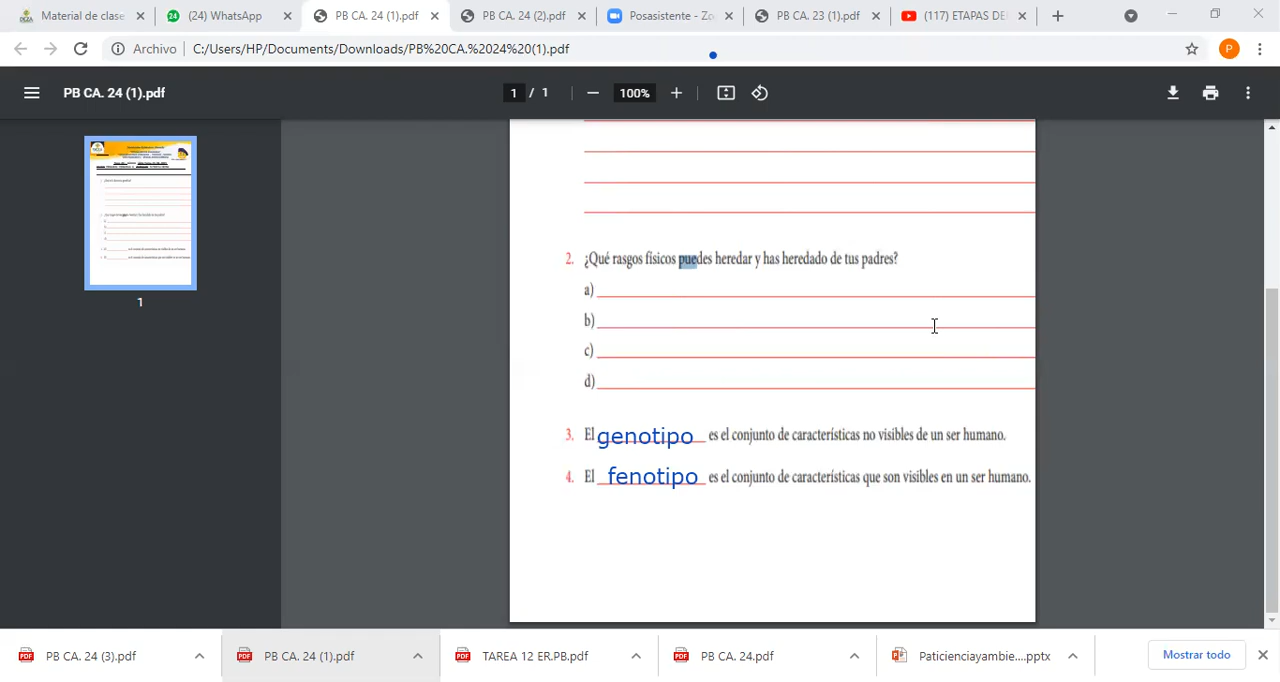 Material de clase
(24) WhatsApp
PB CA. 24 (1).pdf
PB CA. 24 (2).pdf
Posasistente - Zo
PB CA. 23 (1).pdf
(117) ETAPAS DE
Archivo
C:/Users/HP/Documents/Downloads/PB%20CA.%2024%20(1).pdf
P
PB CA. 24 (1).pdf
1 / 1
100%
1
2. ¿Qué rasgos físicos puedes heredar y has heredado de tus padres?
a)
b)
c)
d)
3. El genotipo es el conjunto de características no visibles de un ser humano.
4. El fenotipo es el conjunto de características que son visibles en un ser humano.
PB CA. 24 (3).pdf
PB CA. 24 (1).pdf
TAREA 12 ER.PB.pdf
PB CA. 24.pdf
Paticienciayambie....pptx
Mostrar todo